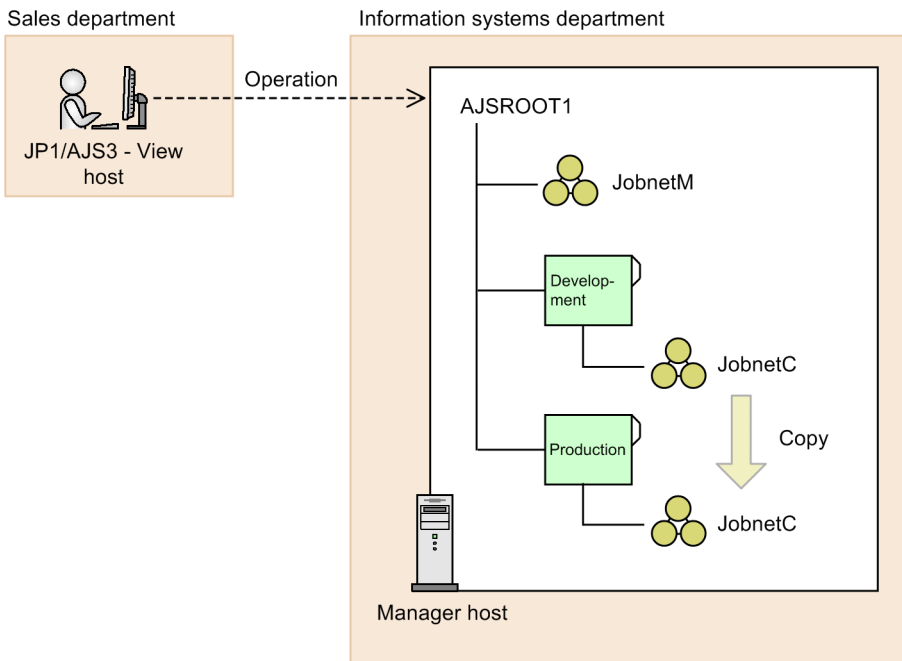 Sales department
Information systems department
Operation
JP1/AJS3 - View
host
AJSROOT1
JobnetM
Develop-
ment
JobnetC
Copy
Production
JobnetC
Manager host